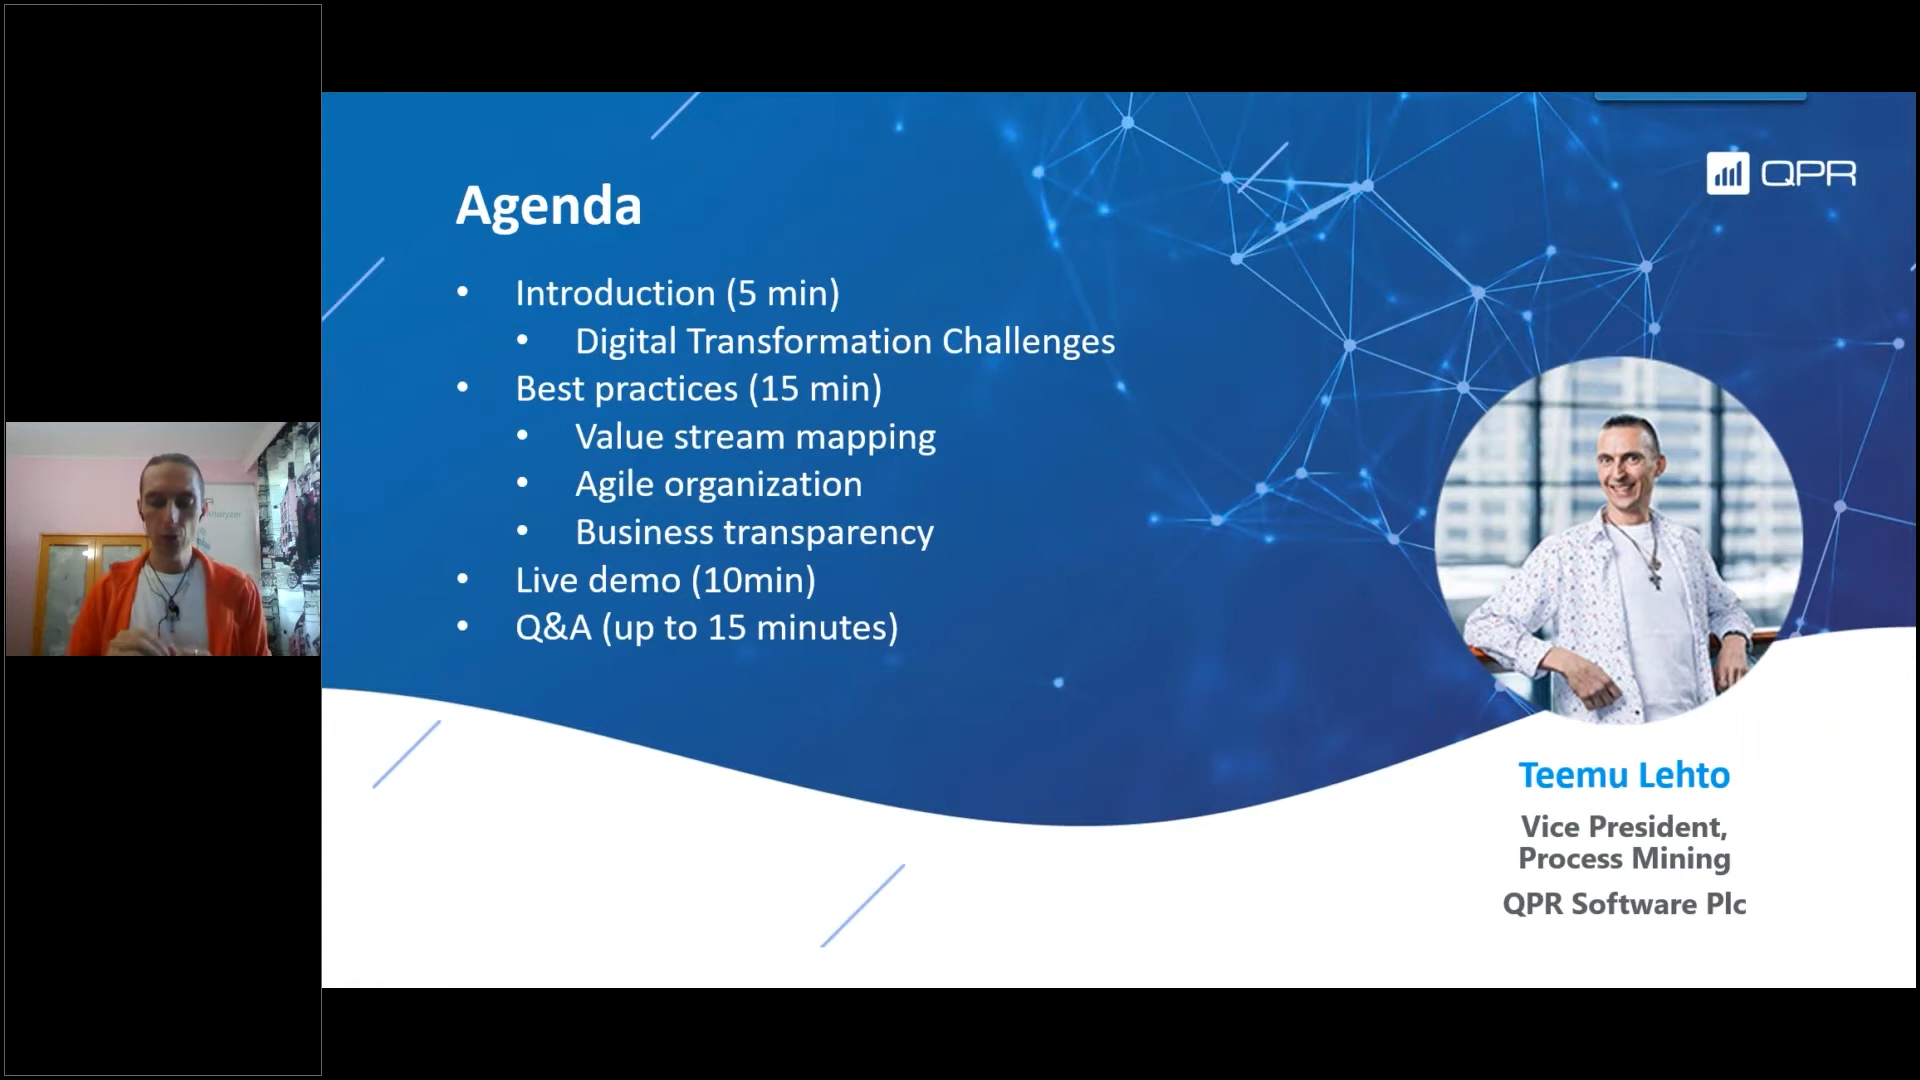 Agenda
QPR
• Introduction (5 min)
• Digital Transformation Challenges
• Best practices (15 min)
• Value stream mapping
• Agile organization
• Business transparency
• Live demo (10min)
• Q&A (up to 15 minutes)
Teemu Lehto
Vice President,
Process Mining
QPR Software Plc